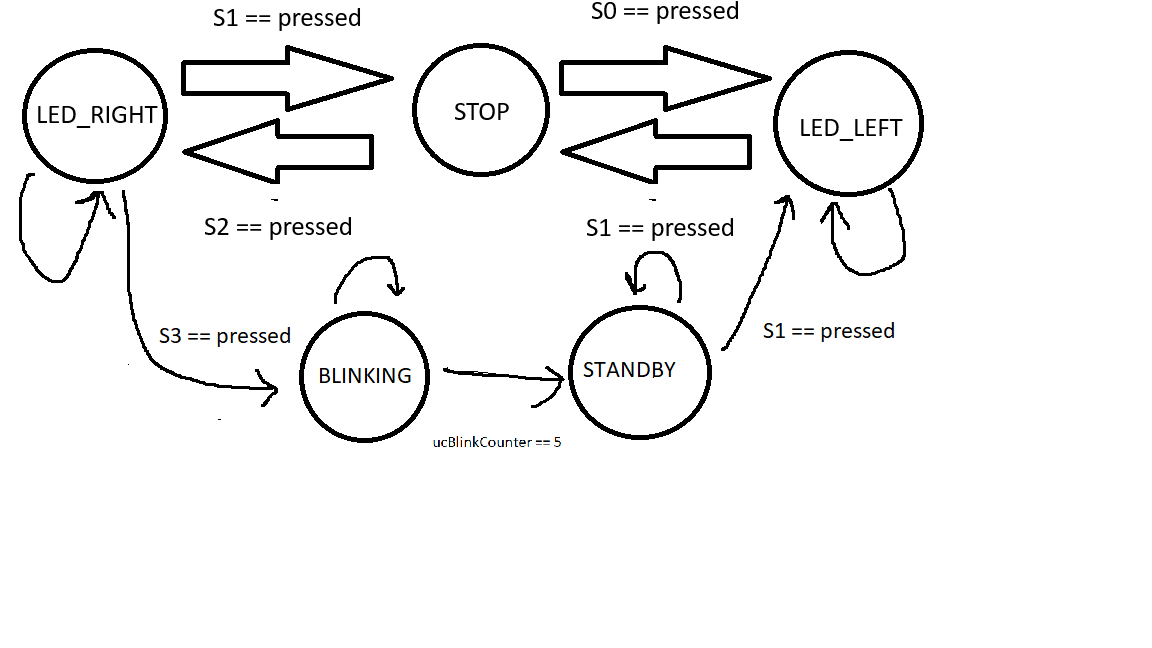 S1 == pressed
S0 == pressed
LED_RIGHT
STOP
LED_LEFT
S2 == pressed
S1 == pressed
S3 == pressed
BLINKING
STANDBY
S1 == pressed
ucBlinkCounter == 5